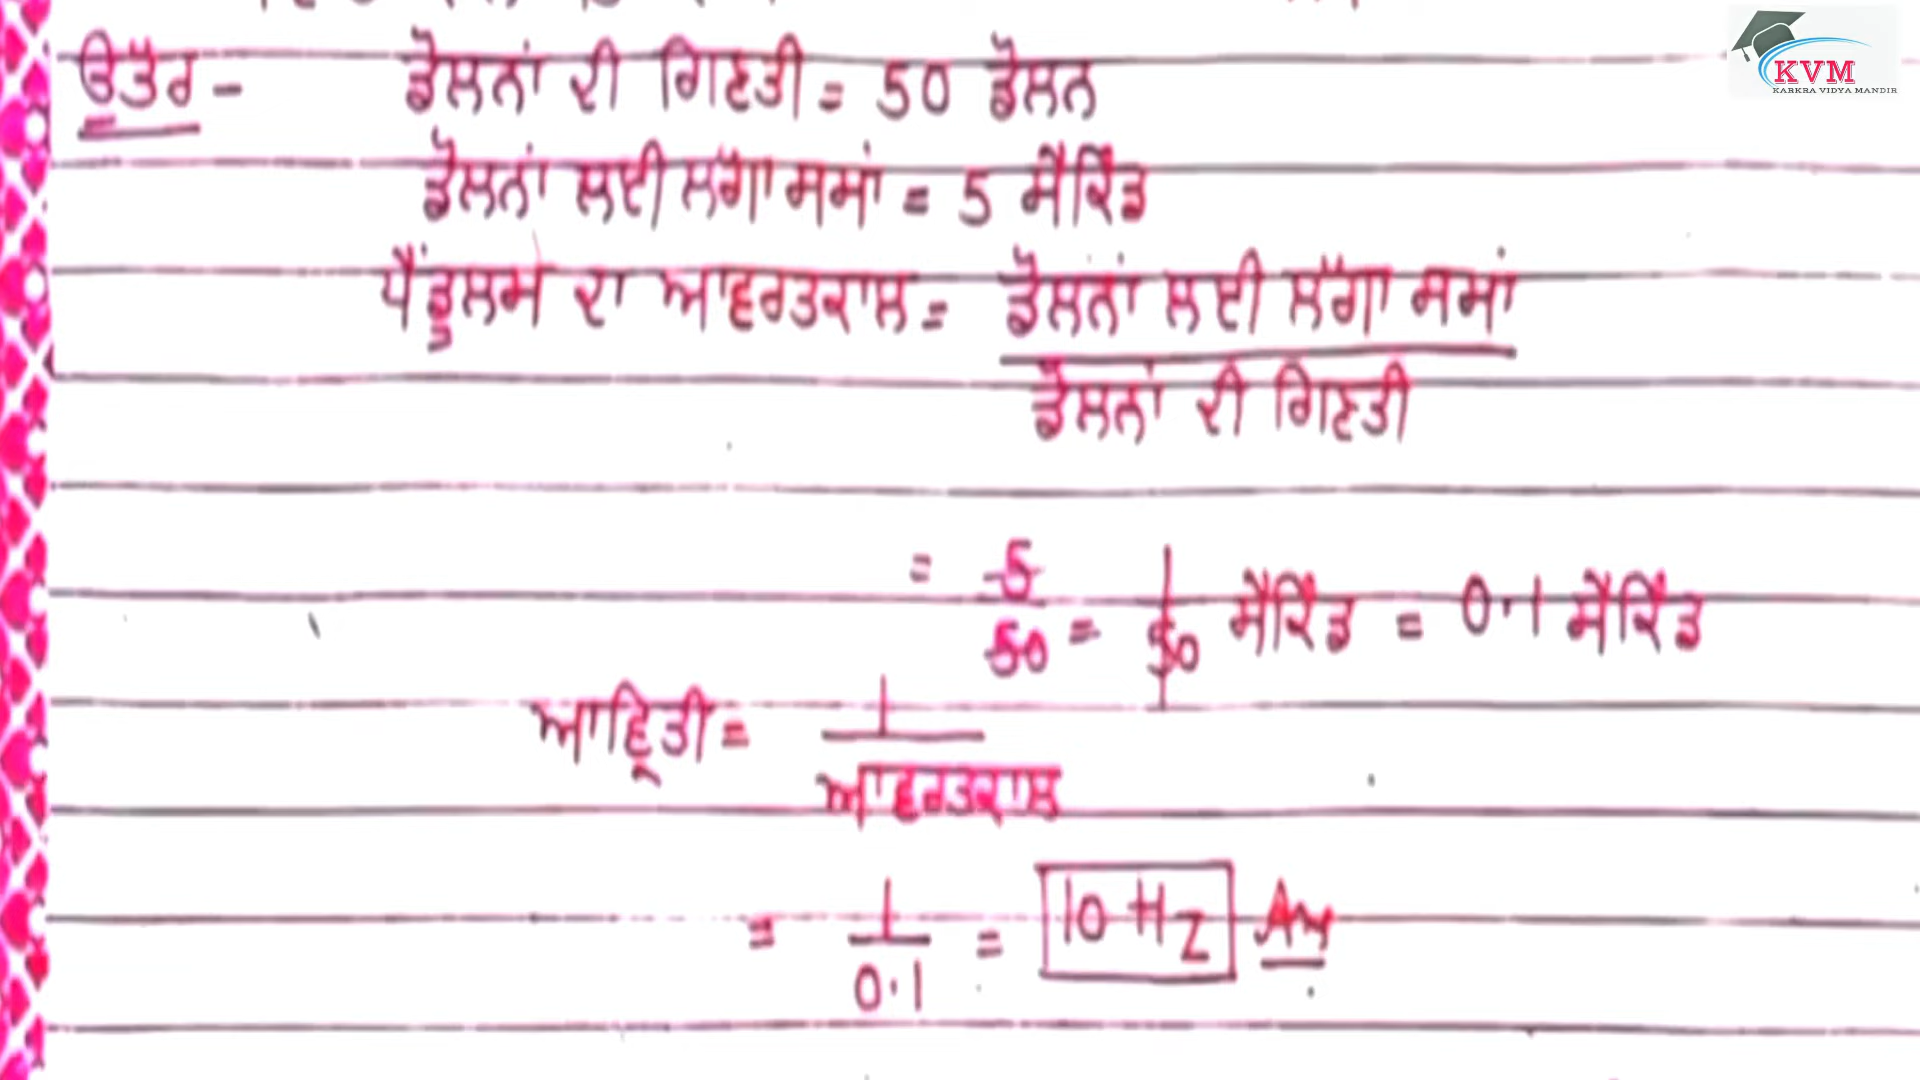 KVM
KARKRA VIDYA MANDIR
ਉੱਤਰ - ਡੋਲਨਾਂ ਦੀ ਗਿਣਤੀ = 50 ਡੋਲਨ
ਡੋਲਨਾਂ ਲਈ ਲੱਗਾ ਸਮਾਂ = 5 ਸੈਕਿੰਡ
ਪੈਂਡੂਲਮ ਦਾ ਆਵਰਤਕਾਲ = ਡੋਲਨਾਂ ਲਈ ਲੱਗਾ ਸਮਾਂ
ਡੋਲਨਾਂ ਦੀ ਗਿਣਤੀ
= 5/50 = 1/10 ਸੈਕਿੰਡ = 0.1 ਸੈਕਿੰਡ
ਆਵ੍ਰਿਤੀ = 1
ਆਵਰਤਕਾਲ
= 1/0.1 = 10 Hz Ans